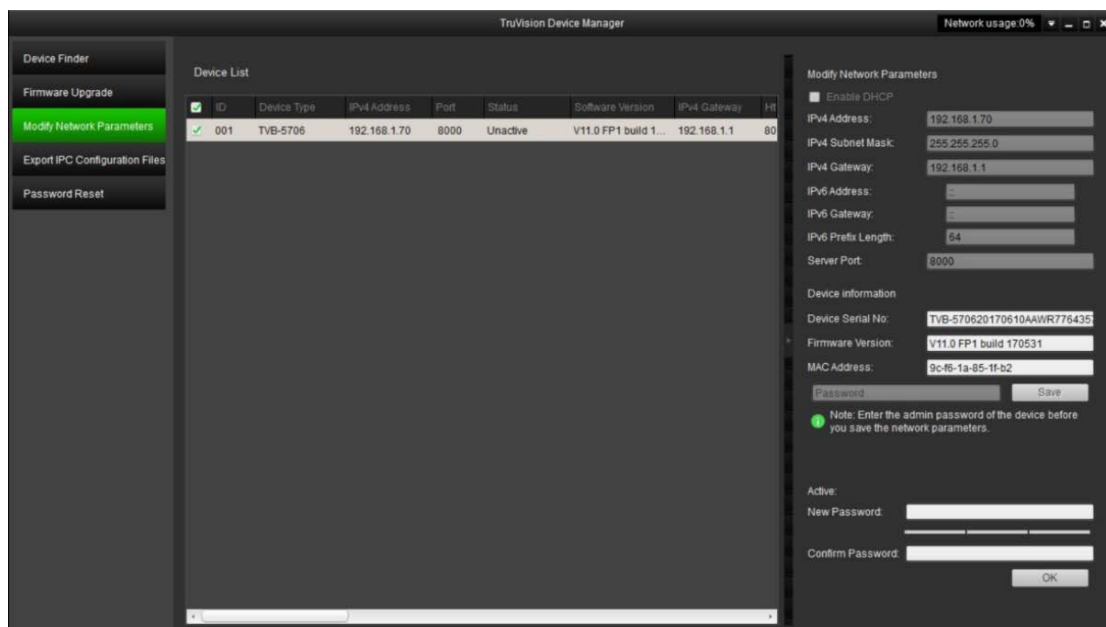 TruVision Device Manager
Network usage:0%
Device Finder
Firmware Upgrade
Modify Network Parameters
Export IPC Configuration Files
Password Reset
Device List
ID Device Type IPv4 Address Port Status Software Version IPv4 Gateway Ht
001 TVB-5706 192.168.1.70 8000 Unactive V11.0 FP1 build 1... 192.168.1.1 80
Modify Network Parameters
Enable DHCP
IPv4 Address: 192.168.1.70
IPv4 Subnet Mask: 255.255.255.0
IPv4 Gateway: 192.168.1.1
IPv6 Address: ::
IPv6 Gateway: ::
IPv6 Prefix Length: 64
Server Port: 8000
Device information
Device Serial No: TVB-570620170610AAWR776435
Firmware Version: V11.0 FP1 build 170531
MAC Address: 9c-f6-1a-85-1f-b2
Password Save
Note: Enter the admin password of the device before
you save the network parameters.
Active:
New Password:
Confirm Password:
OK